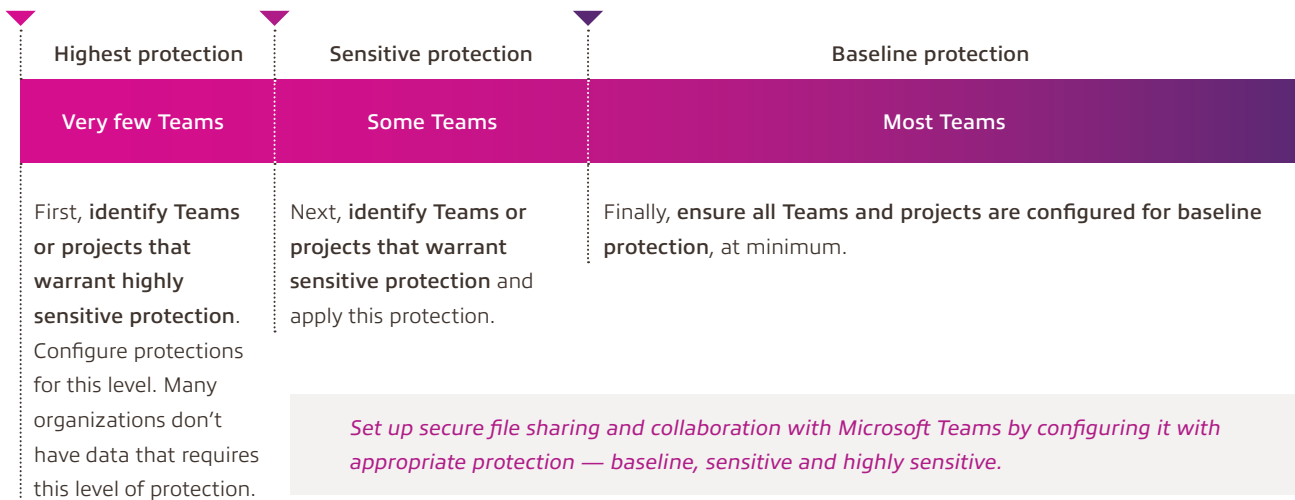 Highest protection
Sensitive protection
Baseline protection
Very few Teams
Some Teams
Most Teams
First, identify Teams
or projects that
warrant highly
sensitive protection.
Configure protections
for this level. Many
organizations don’t
have data that requires
this level of protection.
Next, identify Teams or
projects that warrant
sensitive protection and
apply this protection.
Finally, ensure all Teams and projects are configured for baseline
protection, at minimum.
Set up secure file sharing and collaboration with Microsoft Teams by configuring it with
appropriate protection — baseline, sensitive and highly sensitive.